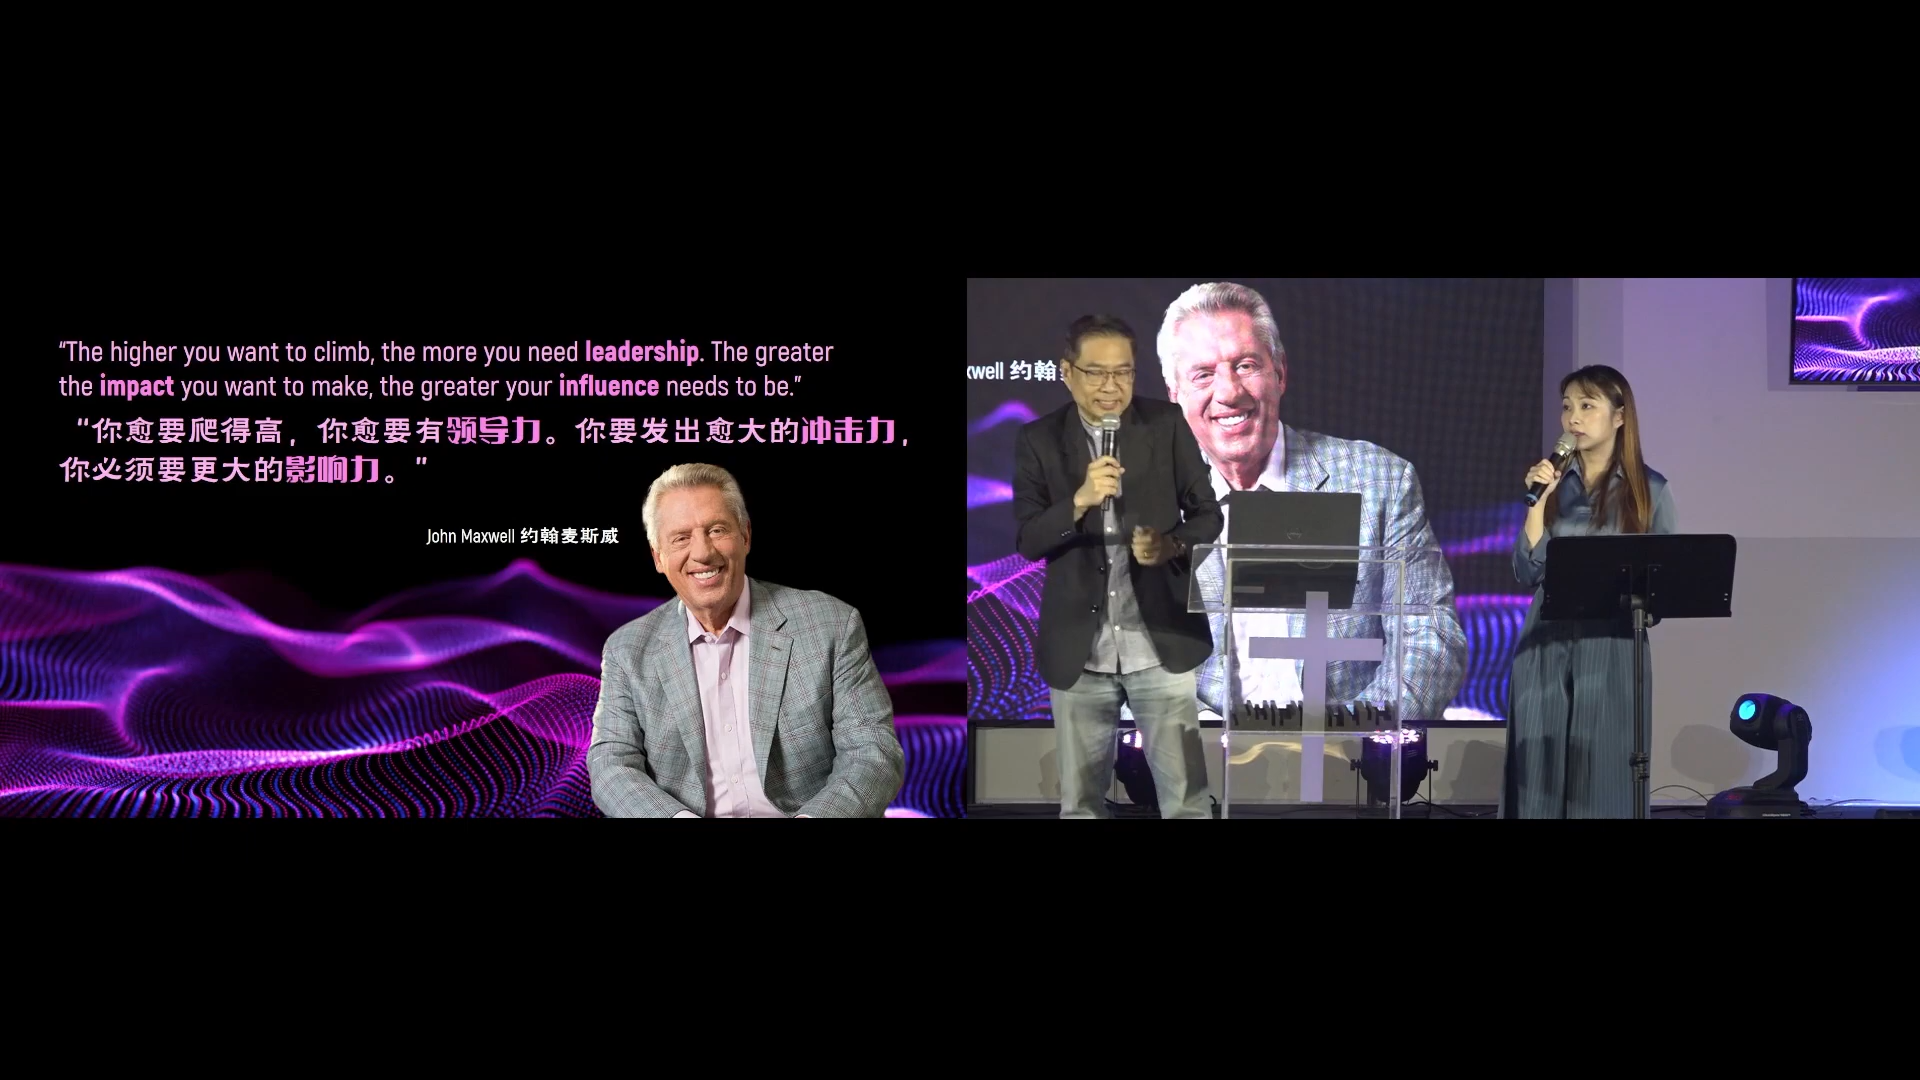 “The higher you want to climb, the more you need leadership. The greater
the impact you want to make, the greater your influence needs to be.”
“你愈要爬得高，你愈要有领导力。你要发出愈大的冲击力，
你必须要更大的影响力。”
John Maxwell 约翰麦斯威
xwell 约翰